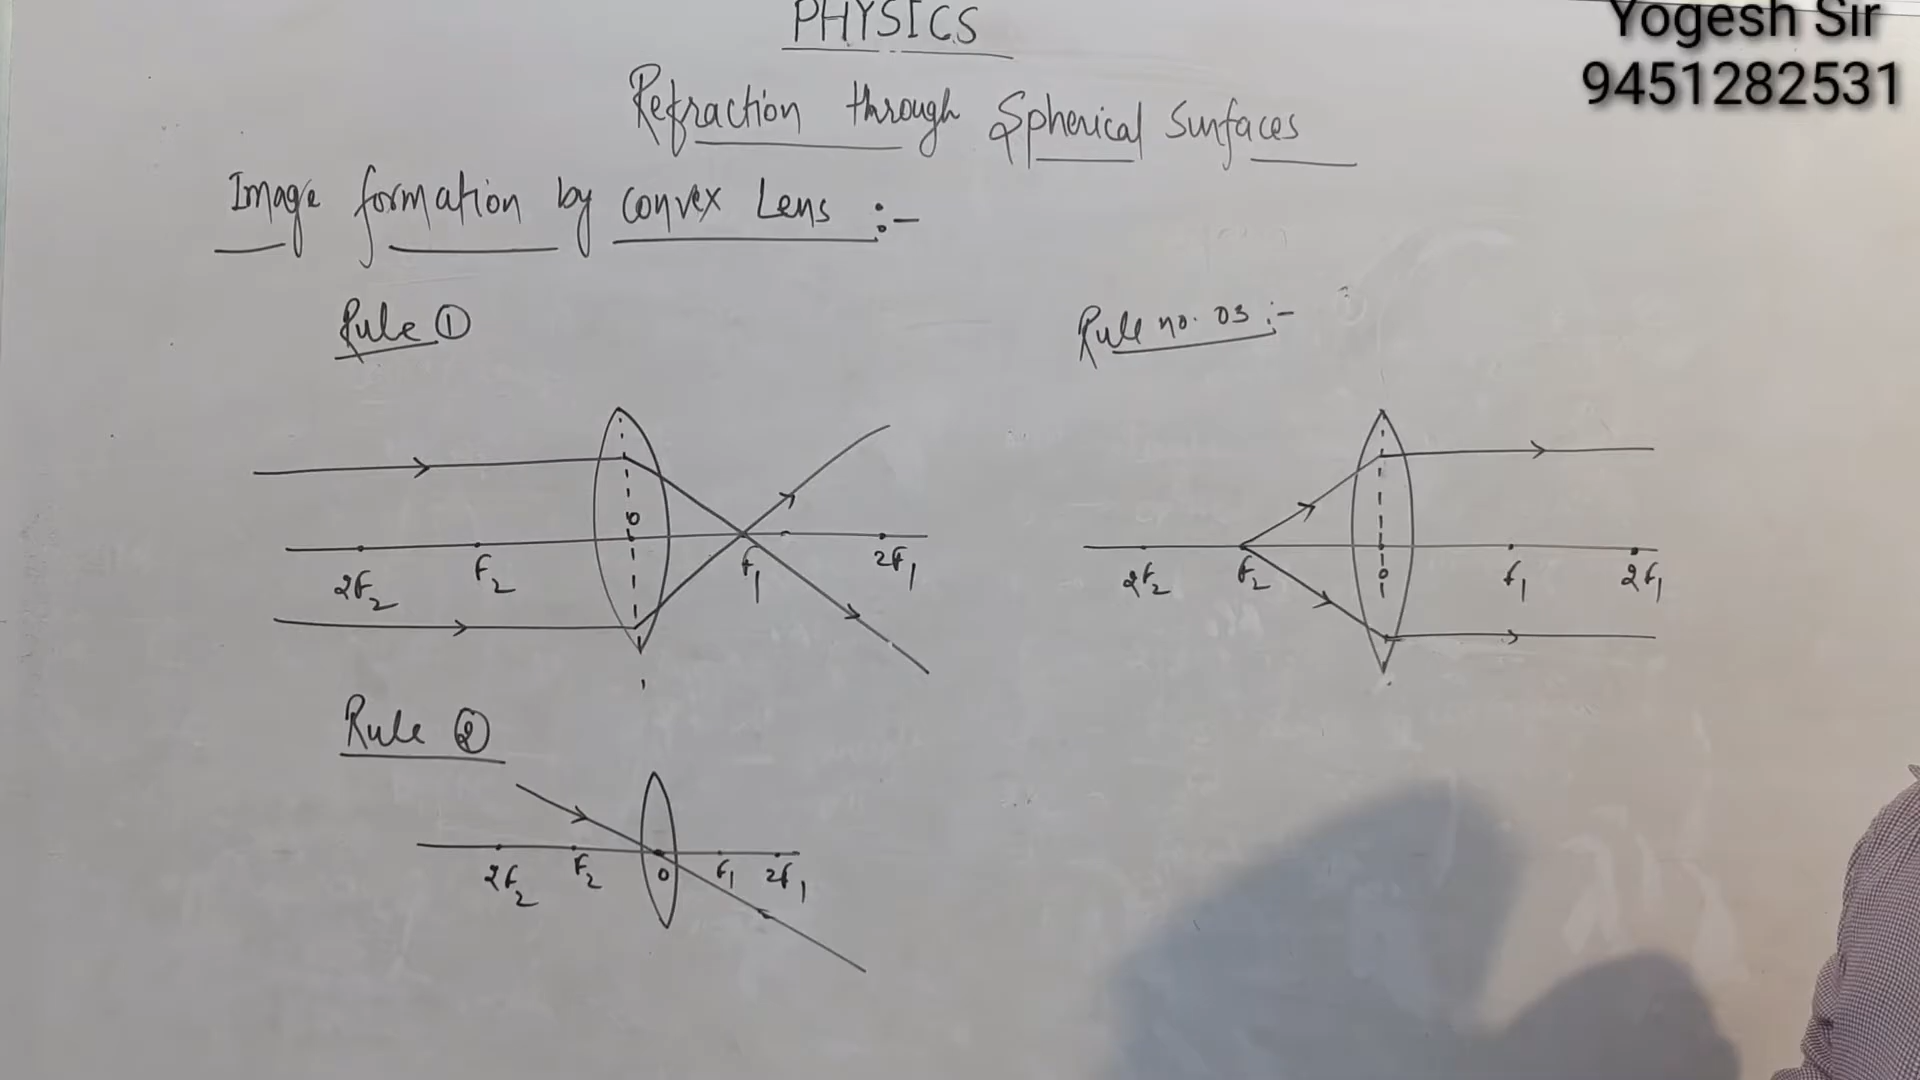 PHYSICS
Yogesh Sir
9451282531
Refraction through Spherical Surfaces
Image formation by convex Lens :-
Rule ①
O
2F2 F2 F1 2F1
Rule no. 03 :-
2F2 F2 O F1 2F1
Rule ②
2F2 F2 O F1 2F1